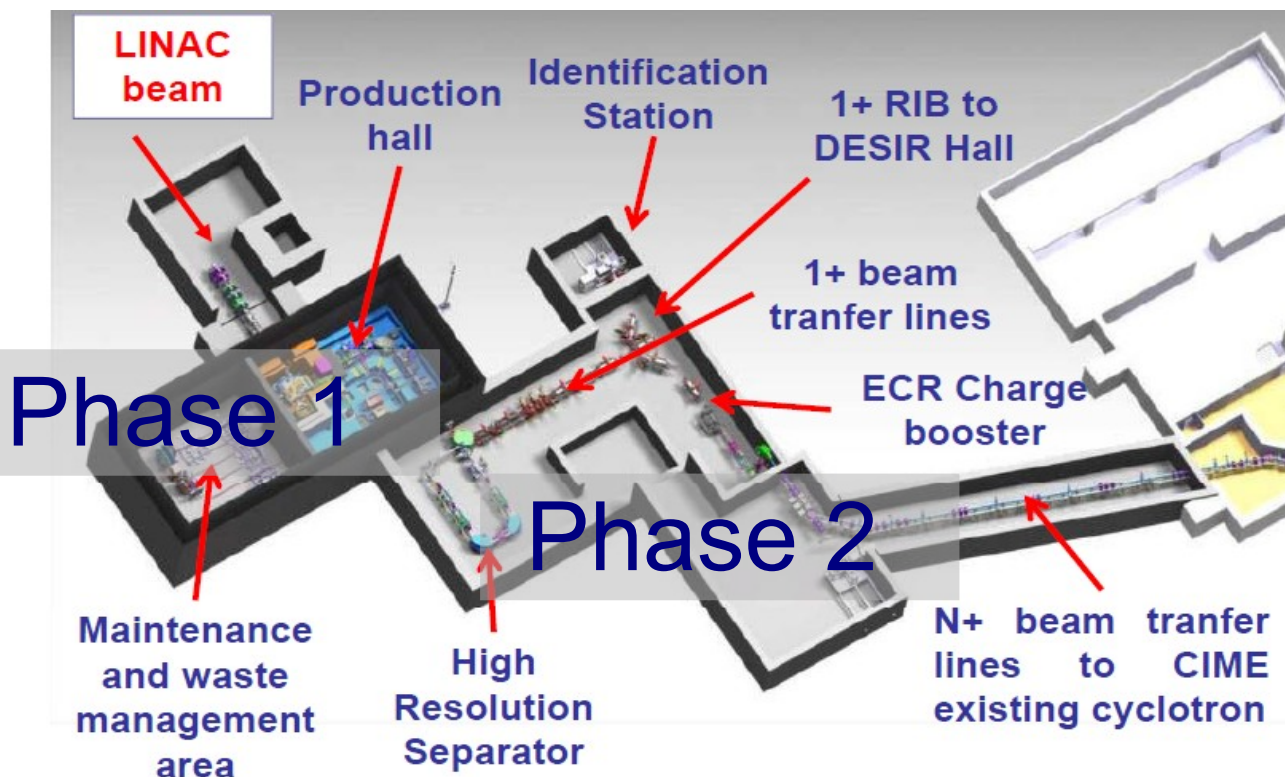 LINAC
beam
Production
hall
Identification
Station
1+ RIB to
DESIR Hall
1+ beam
tranfer lines
ECR Charge
booster
Phase 1
Phase 2
Maintenance
and waste
management
area
High
Resolution
Separator
N+ beam tranfer
lines to CIME
existing cyclotron